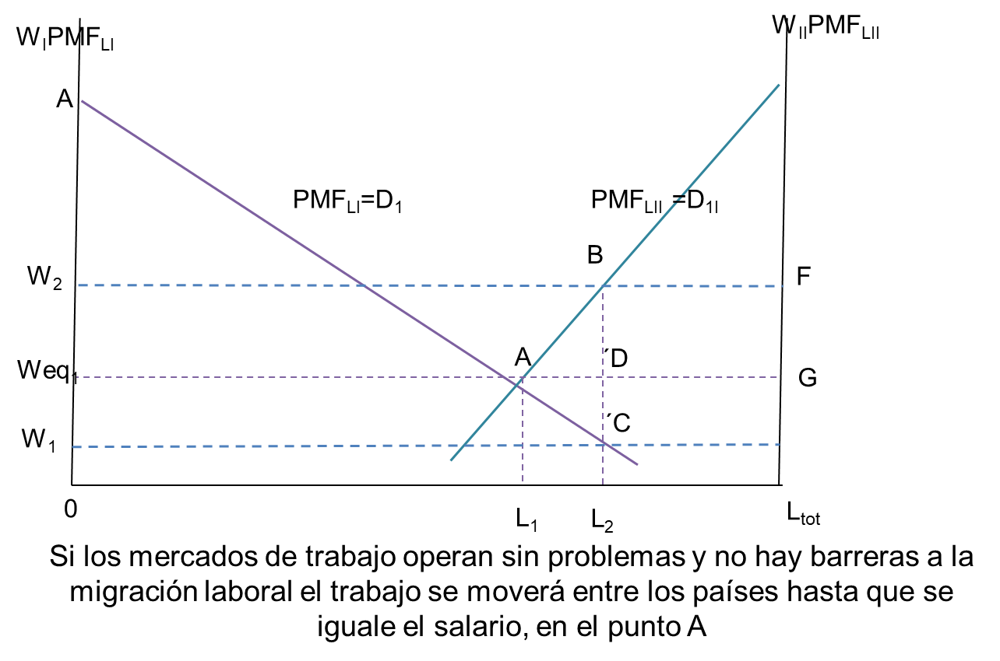 WIPMFLI
WIIPMFLII
A
PMFLI=D1
PMFLII =D1I
B
W2
F
A
´D
Weq1
G
´C
W1
0
L1
L2
Ltot
Si los mercados de trabajo operan sin problemas y no hay barreras a la
migración laboral el trabajo se moverá entre los países hasta que se
iguale el salario, en el punto A